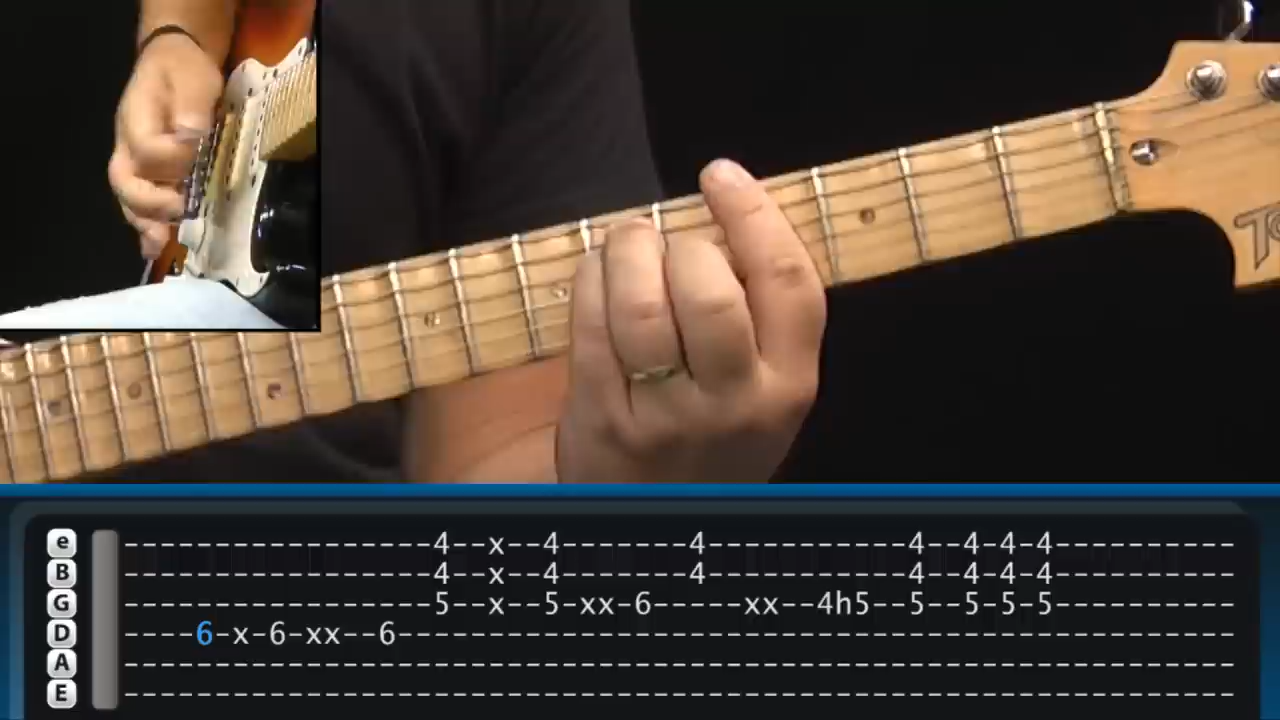 e -----------------4--x--4-------4-----------4--4-4-4----------
B -----------------4--x--4-------4-----------4--4-4-4----------
G -----------------5--x--5-xx-6-----xx--4h5--5--5-5-5----------
D ----6-x-6-xx--6----------------------------------------------
A -------------------------------------------------------------
E -------------------------------------------------------------